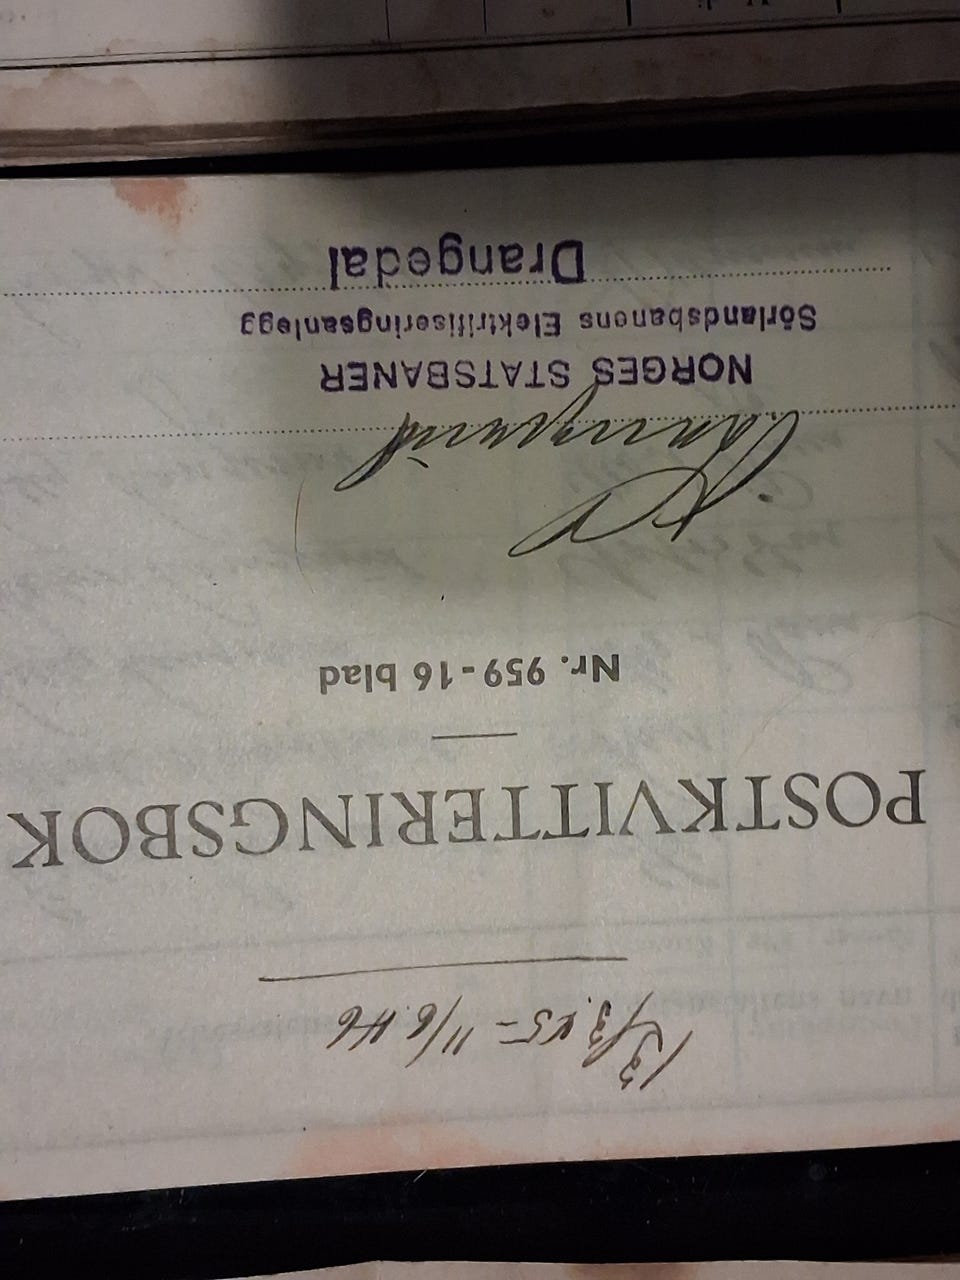 13/3.45 – 11/6.46
POSTKVITTERINGSBOK
Nr. 959-16 blad
NORGES STATSBANER
Sörlandsbanens Elektrifiseringsanlegg
Drangedal